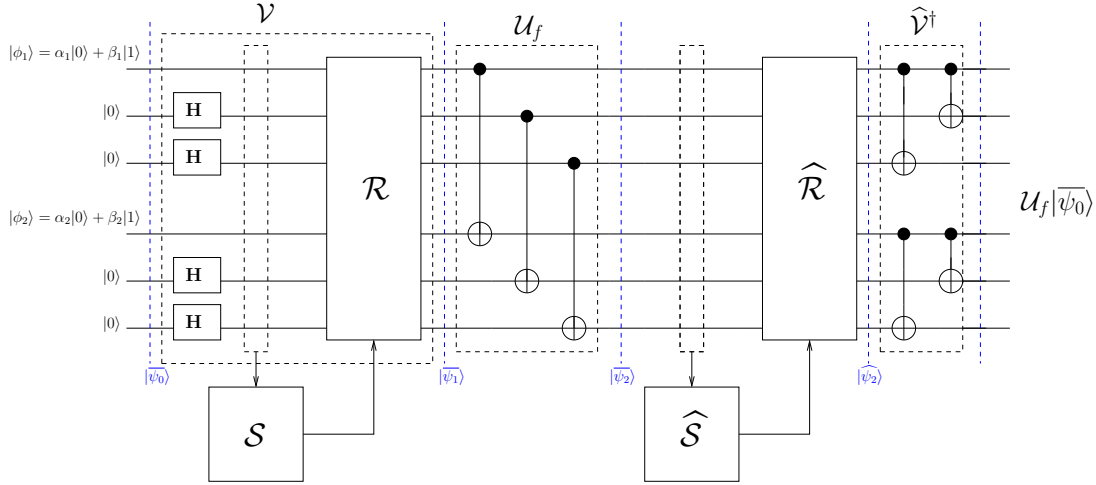 𝒱
𝒰_f
𝒱̂†
|ϕ₁⟩ = α₁|0⟩ + β₁|1⟩
|0⟩ H
|0⟩ H
ℛ
ℛ̂
𝒰_f|ψ̅₀⟩
|ϕ₂⟩ = α₂|0⟩ + β₂|1⟩
|0⟩ H
|0⟩ H
|ψ̅₀⟩ |ψ̅₁⟩ |ψ̅₂⟩ |ψ̂₂⟩
𝒮
𝒮̂